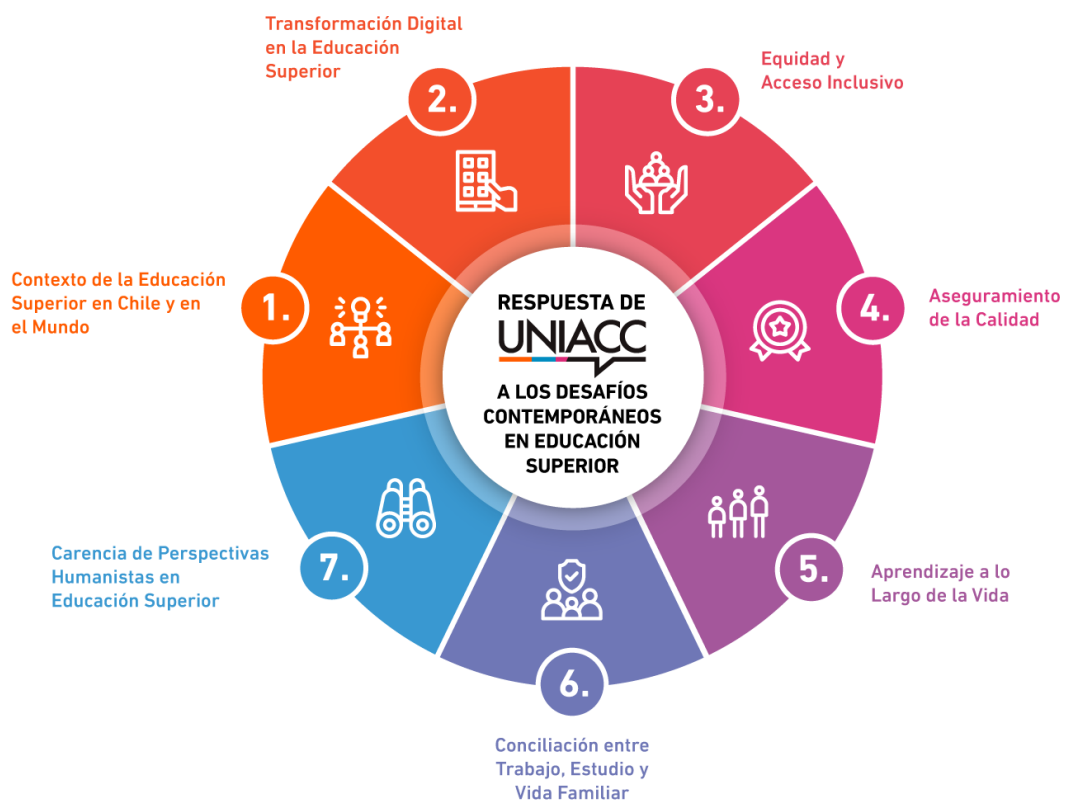 RESPUESTA DE
UNIACC
A LOS DESAFÍOS
CONTEMPORÁNEOS
EN EDUCACIÓN
SUPERIOR
1.
Contexto de la Educación
Superior en Chile y en
el Mundo
2.
Transformación Digital
en la Educación
Superior
3.
Equidad y
Acceso Inclusivo
4.
Aseguramiento
de la Calidad
5.
Aprendizaje a lo
Largo de la Vida
6.
Conciliación entre
Trabajo, Estudio y
Vida Familiar
7.
Carencia de Perspectivas
Humanistas en
Educación Superior